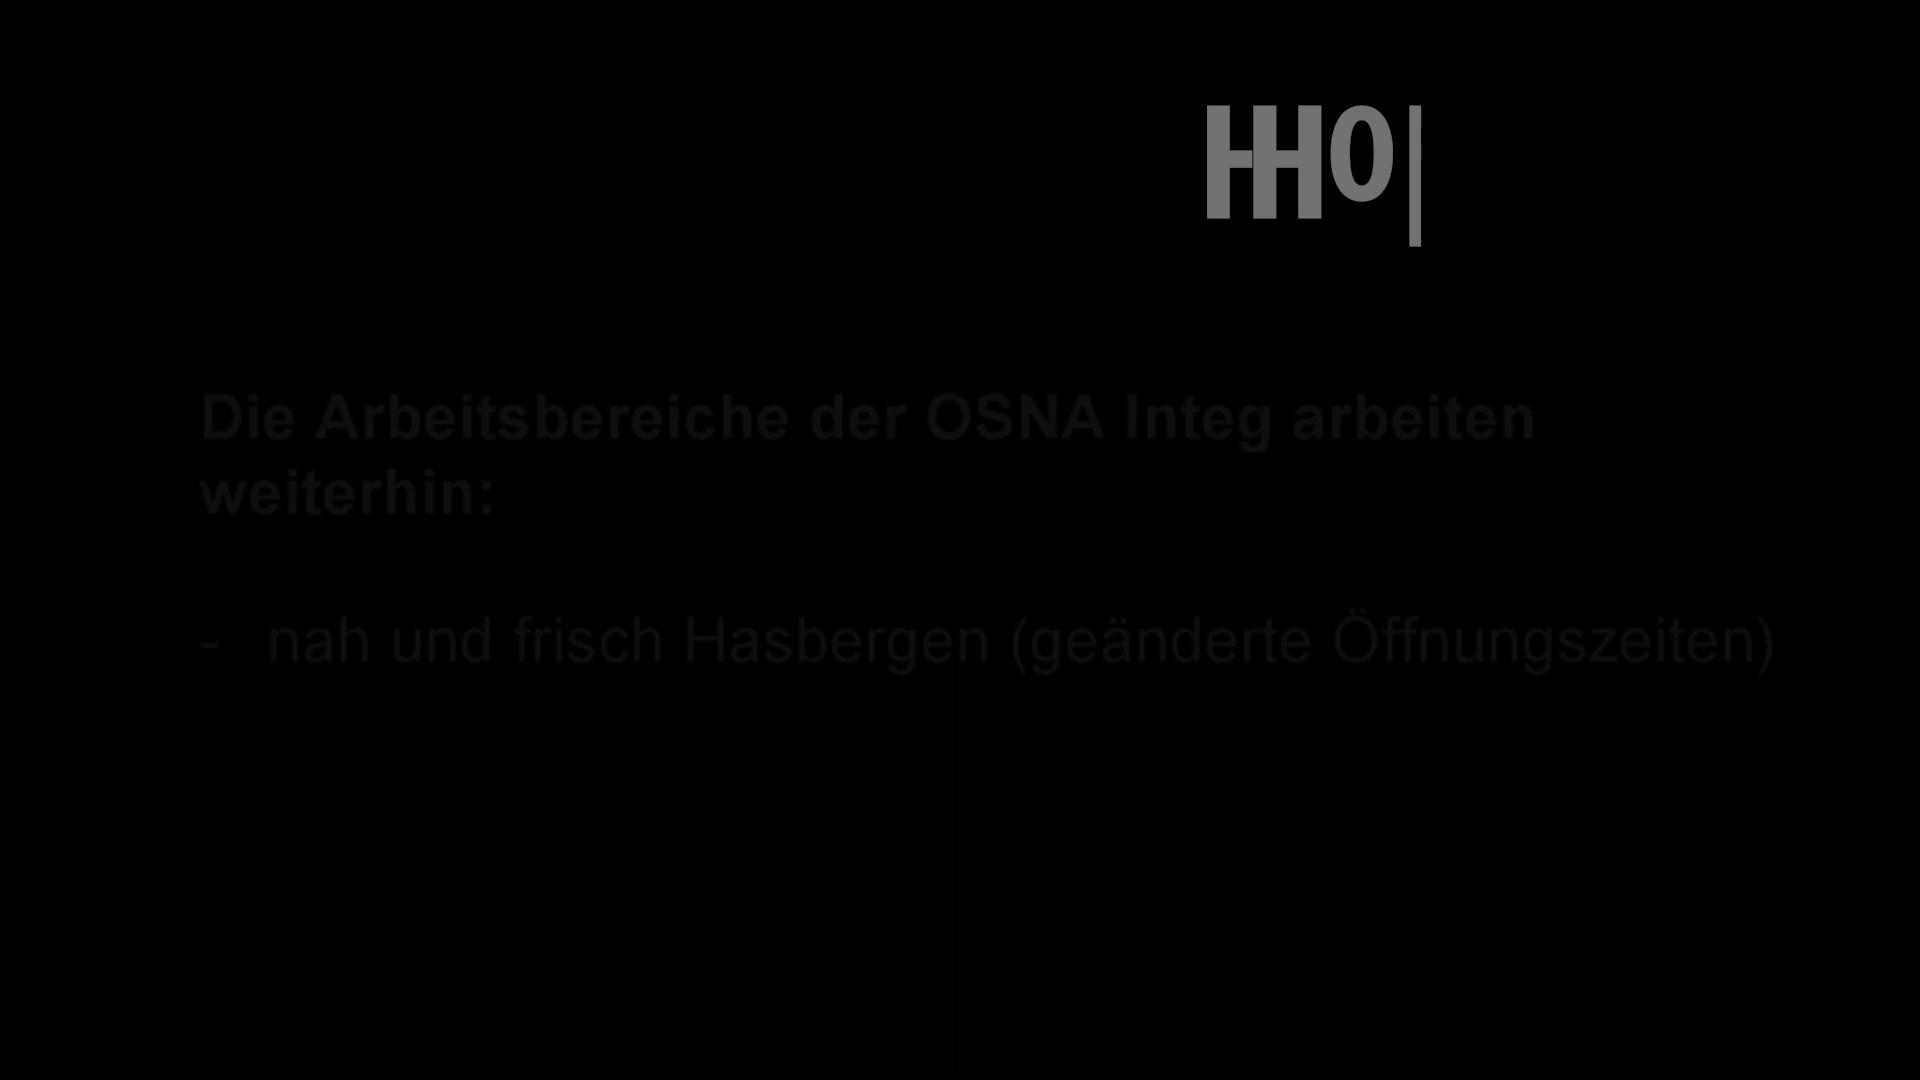 HHO
Die Arbeitsbereiche der OSNA Integ arbeiten
weiterhin:
- nah und frisch Hasbergen (geänderte Öffnungszeiten)